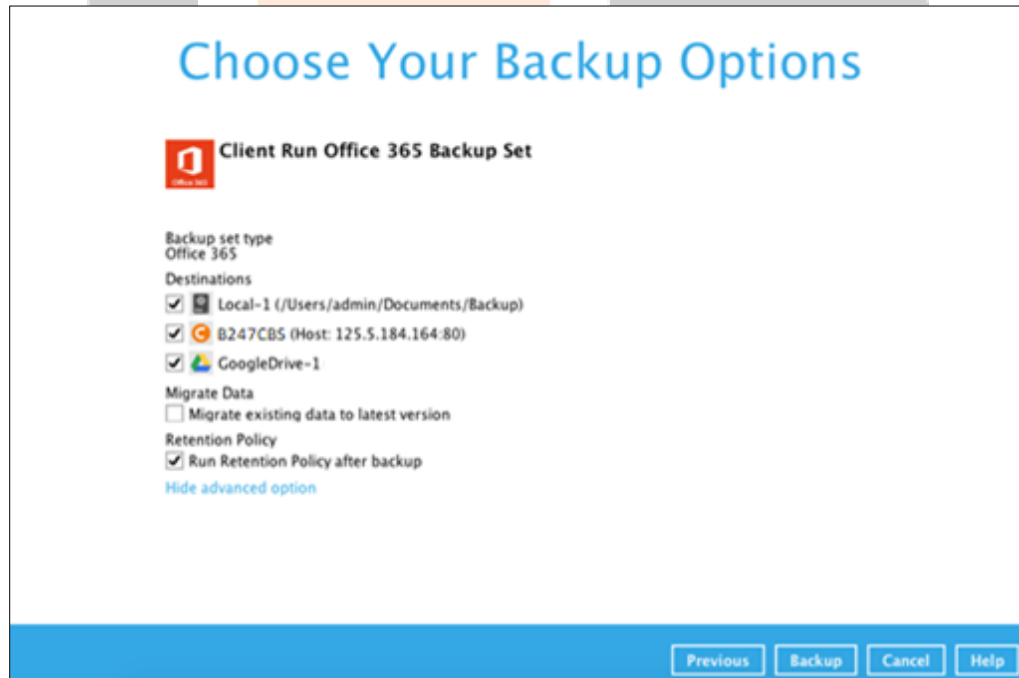 Choose Your Backup Options
Client Run Office 365 Backup Set
Office 365
Backup set type
Office 365
Destinations
Local-1 (/Users/admin/Documents/Backup)
B247CBS (Host: 125.5.184.164:80)
GoogleDrive-1
Migrate Data
Migrate existing data to latest version
Retention Policy
Run Retention Policy after backup
Hide advanced option
Previous Backup Cancel Help